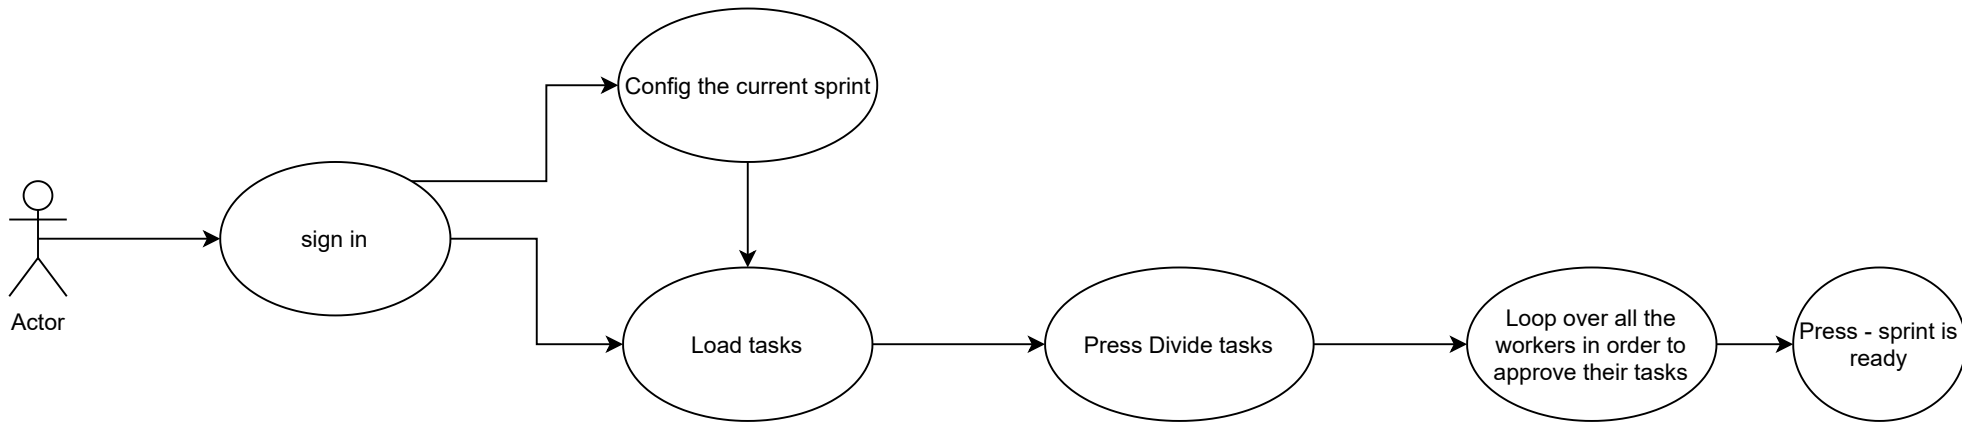 Config the current sprint
sign in
Actor
Load tasks
Press Divide tasks
Loop over all the
workers in order to
approve their tasks
Press - sprint is
ready